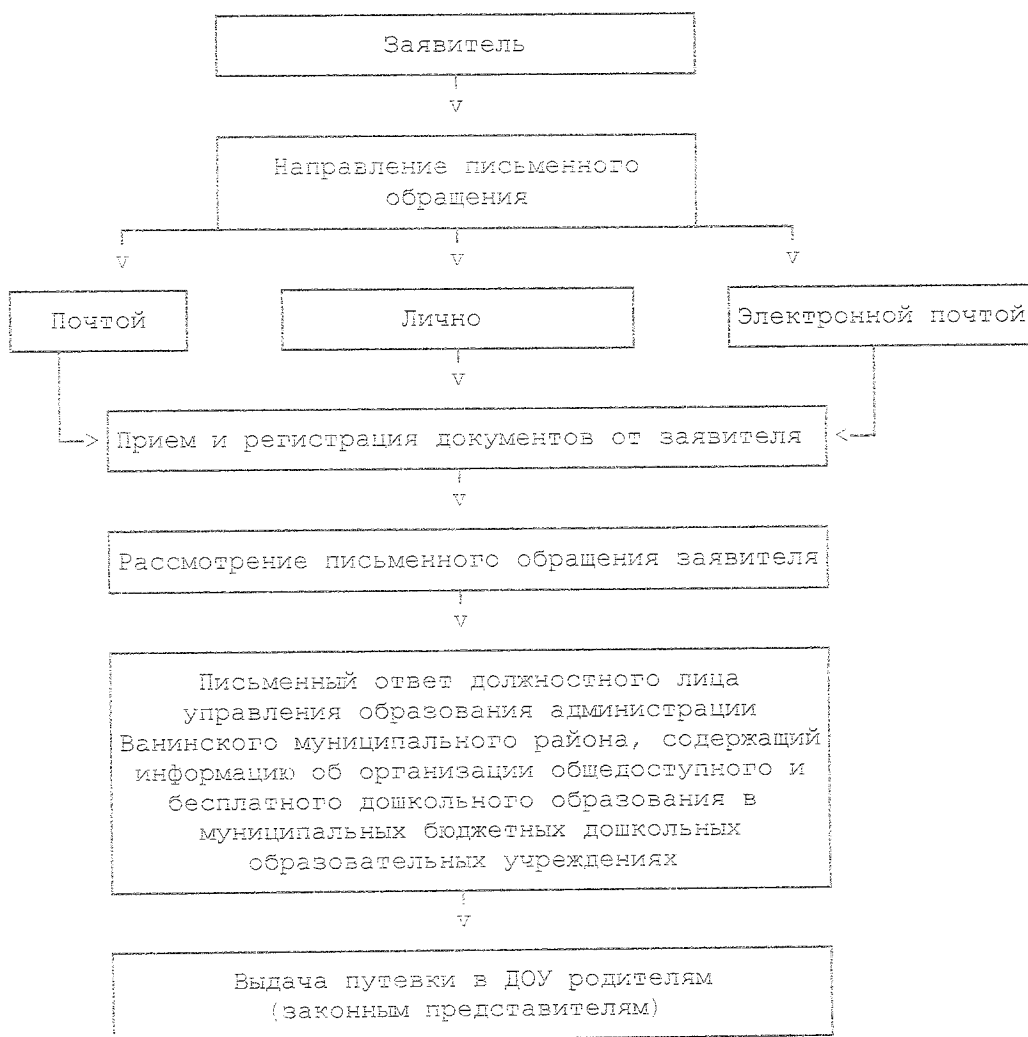 Заявитель
Направление письменного
обращения
Почтой
Лично
Электронной почтой
Прием и регистрация документов от заявителя
Рассмотрение письменного обращения заявителя
Письменный ответ должностного лица
управления образования администрации
Ванинского муниципального района, содержащий
информацию об организации общедоступного и
бесплатного дошкольного образования в
муниципальных бюджетных дошкольных
образовательных учреждениях
Выдача путевки в ДОУ родителям
(законным представителям)